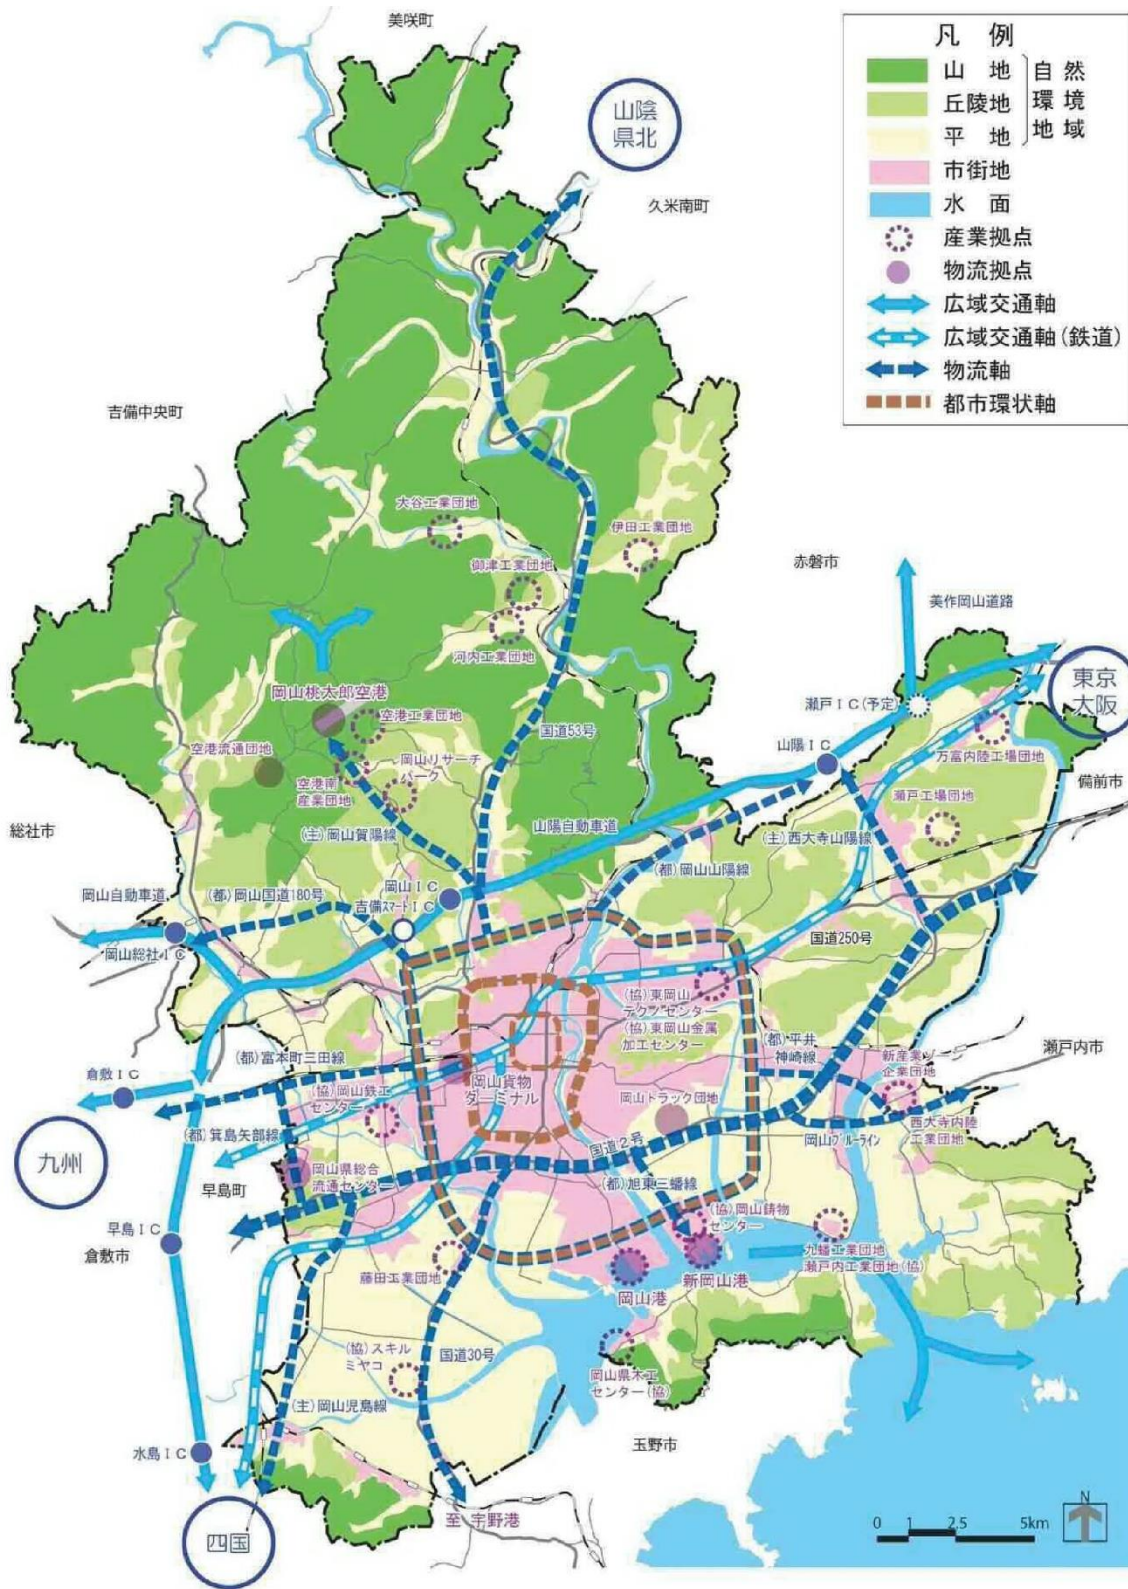 美咲町
凡 例
山 地
丘陵地
平 地
自然
環境
地域
市街地
水 面
産業拠点
物流拠点
広域交通軸
広域交通軸(鉄道)
物流軸
都市環状軸
山陰
県北
久米南町
吉備中央町
大谷工業団地
伊田工業団地
御津工業団地
赤磐市
美作岡山道路
河内工業団地
岡山桃太郎空港
空港工業団地
国道53号
瀬戸IC(予定)
東京
大阪
空港流通団地
岡山リサーチ
パーク
空港南
産業団地
山陽IC
万富内陸工場団地
備前市
瀬戸工場団地
総社市
(主)岡山賀陽線
山陽自動車道
(主)西大寺山陽線
(都)岡山山陽線
岡山自動車道
(都)岡山国道180号
岡山IC
吉備スマートIC
岡山総社IC
国道250号
(協)東岡山
テクノセンター
(協)東岡山金属
加工センター
(都)平井
神崎線
瀬戸内市
(都)富本町三田線
新産業ゾーン
企業団地
倉敷IC
(協)岡山鉄工
センター
岡山貨物
ターミナル
岡山トラック団地
西大寺内陸
工業団地
(都)箕島矢部線
国道2号
岡山ブルーライン
九州
岡山県総合
流通センター
早島町
(都)旭東三蟠線
(協)岡山鋳物
センター
早島IC
倉敷市
九蟠工業団地
瀬戸内工業団地(協)
藤田工業団地
岡山港
新岡山港
(協)スキル
ミヤコ
国道30号
岡山県木工
センター(協)
(主)岡山児島線
水島IC
玉野市
四国
至 宇野港
N
0 1 2.5 5km